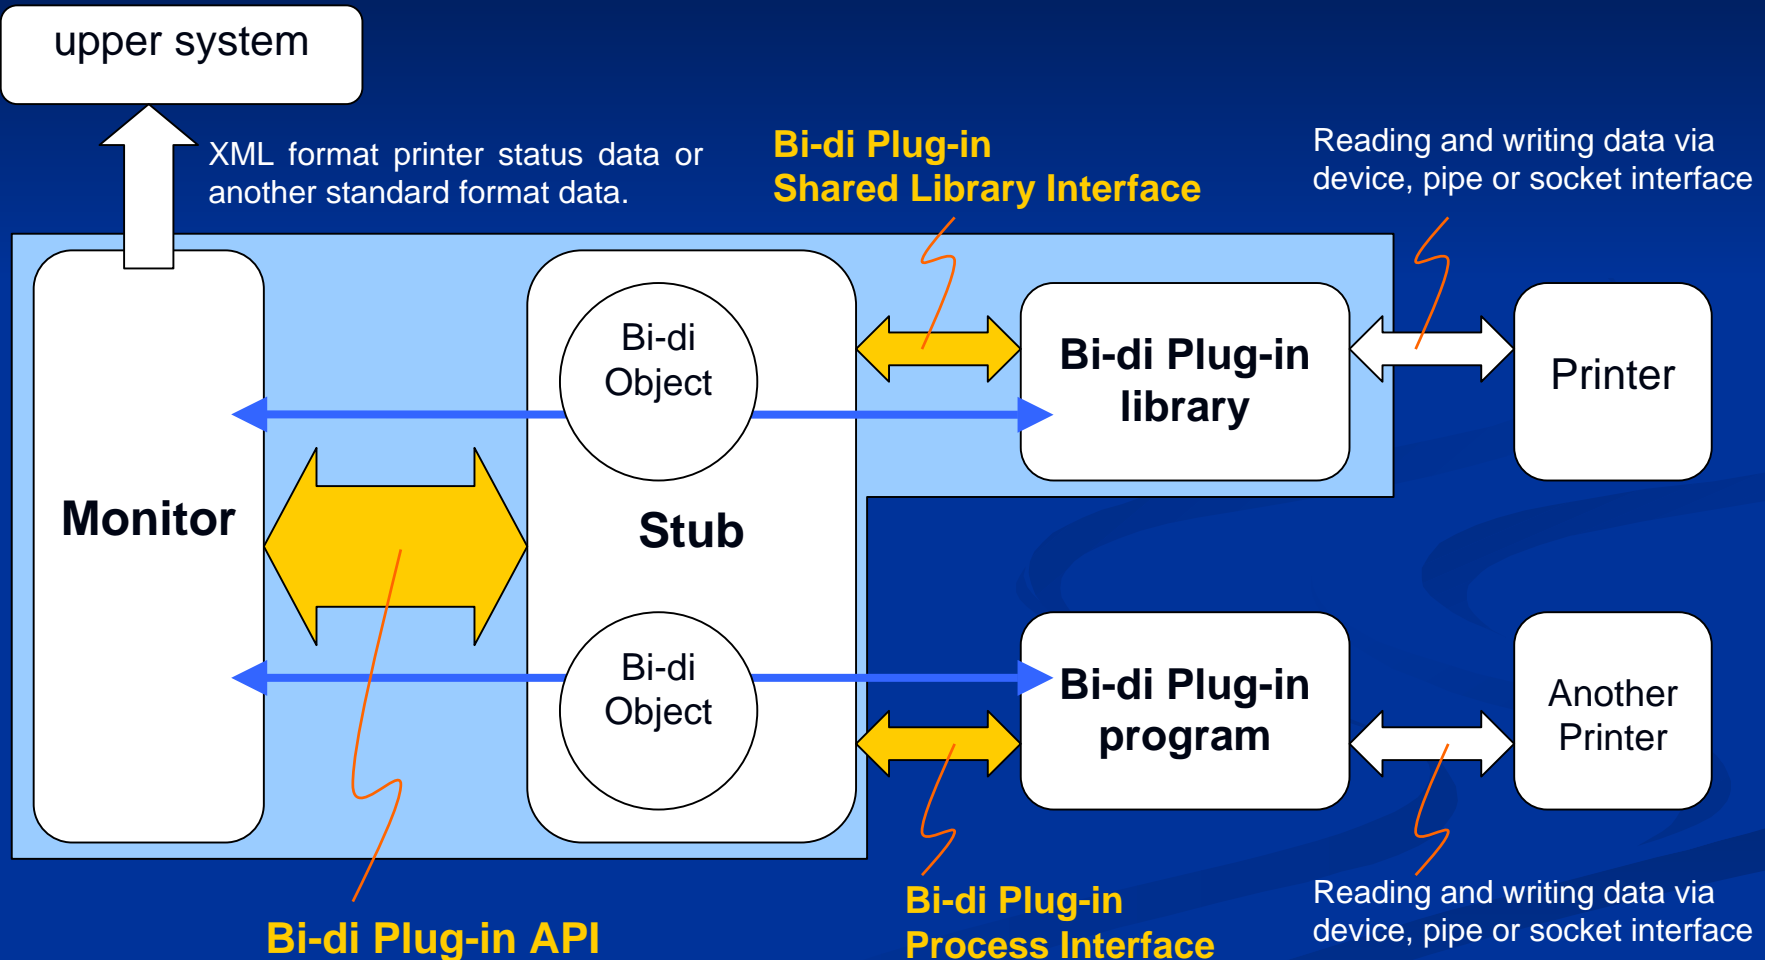 upper system
XML format printer status data or
another standard format data.
Bi-di Plug-in
Shared Library Interface
Reading and writing data via
device, pipe or socket interface
Monitor
Bi-di
Object
Stub
Bi-di
Object
Bi-di Plug-in
library
Printer
Bi-di Plug-in
program
Another
Printer
Bi-di Plug-in API
Bi-di Plug-in
Process Interface
Reading and writing data via
device, pipe or socket interface